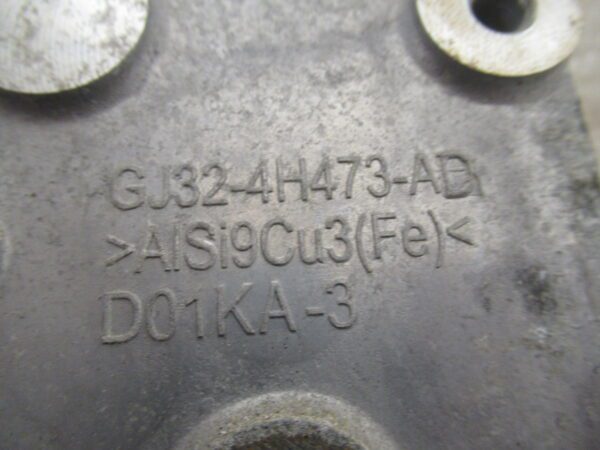 GJ32-4H473-AD
>AlSi9Cu3(Fe)<
D01KA-3